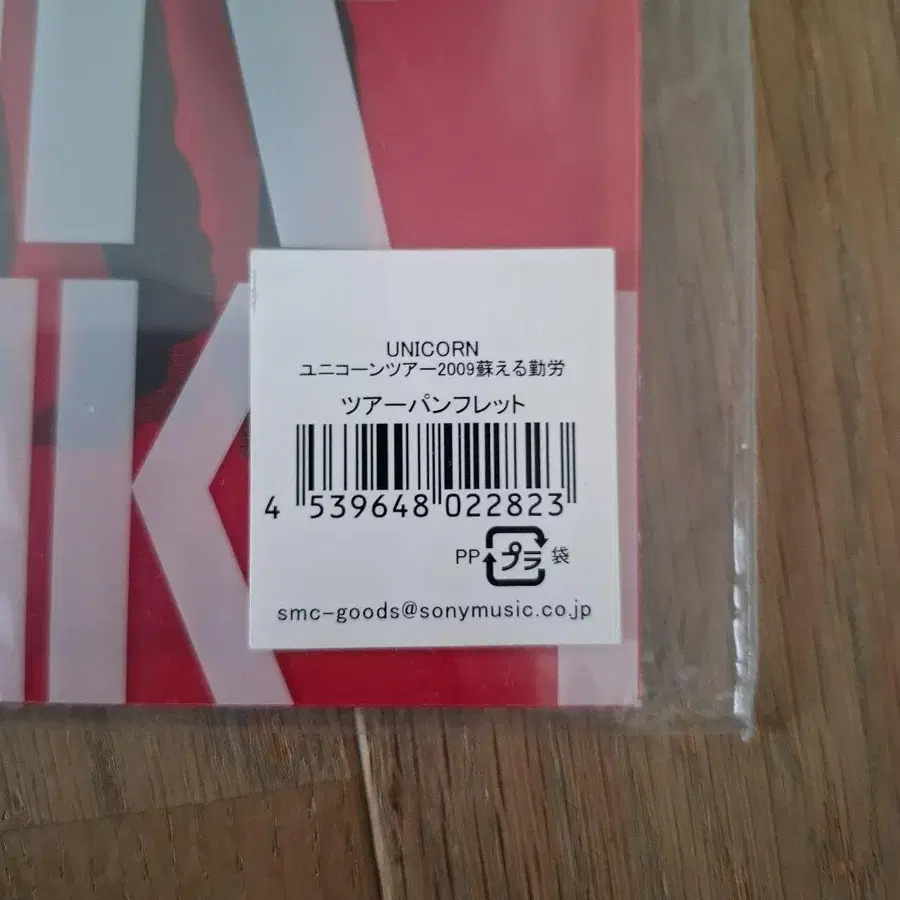 UNICORN
ユニコーンツアー2009蘇える勤労
ツアーパンフレット
4 539648 022823
PP プラ 袋
smc-goods@sonymusic.co.jp